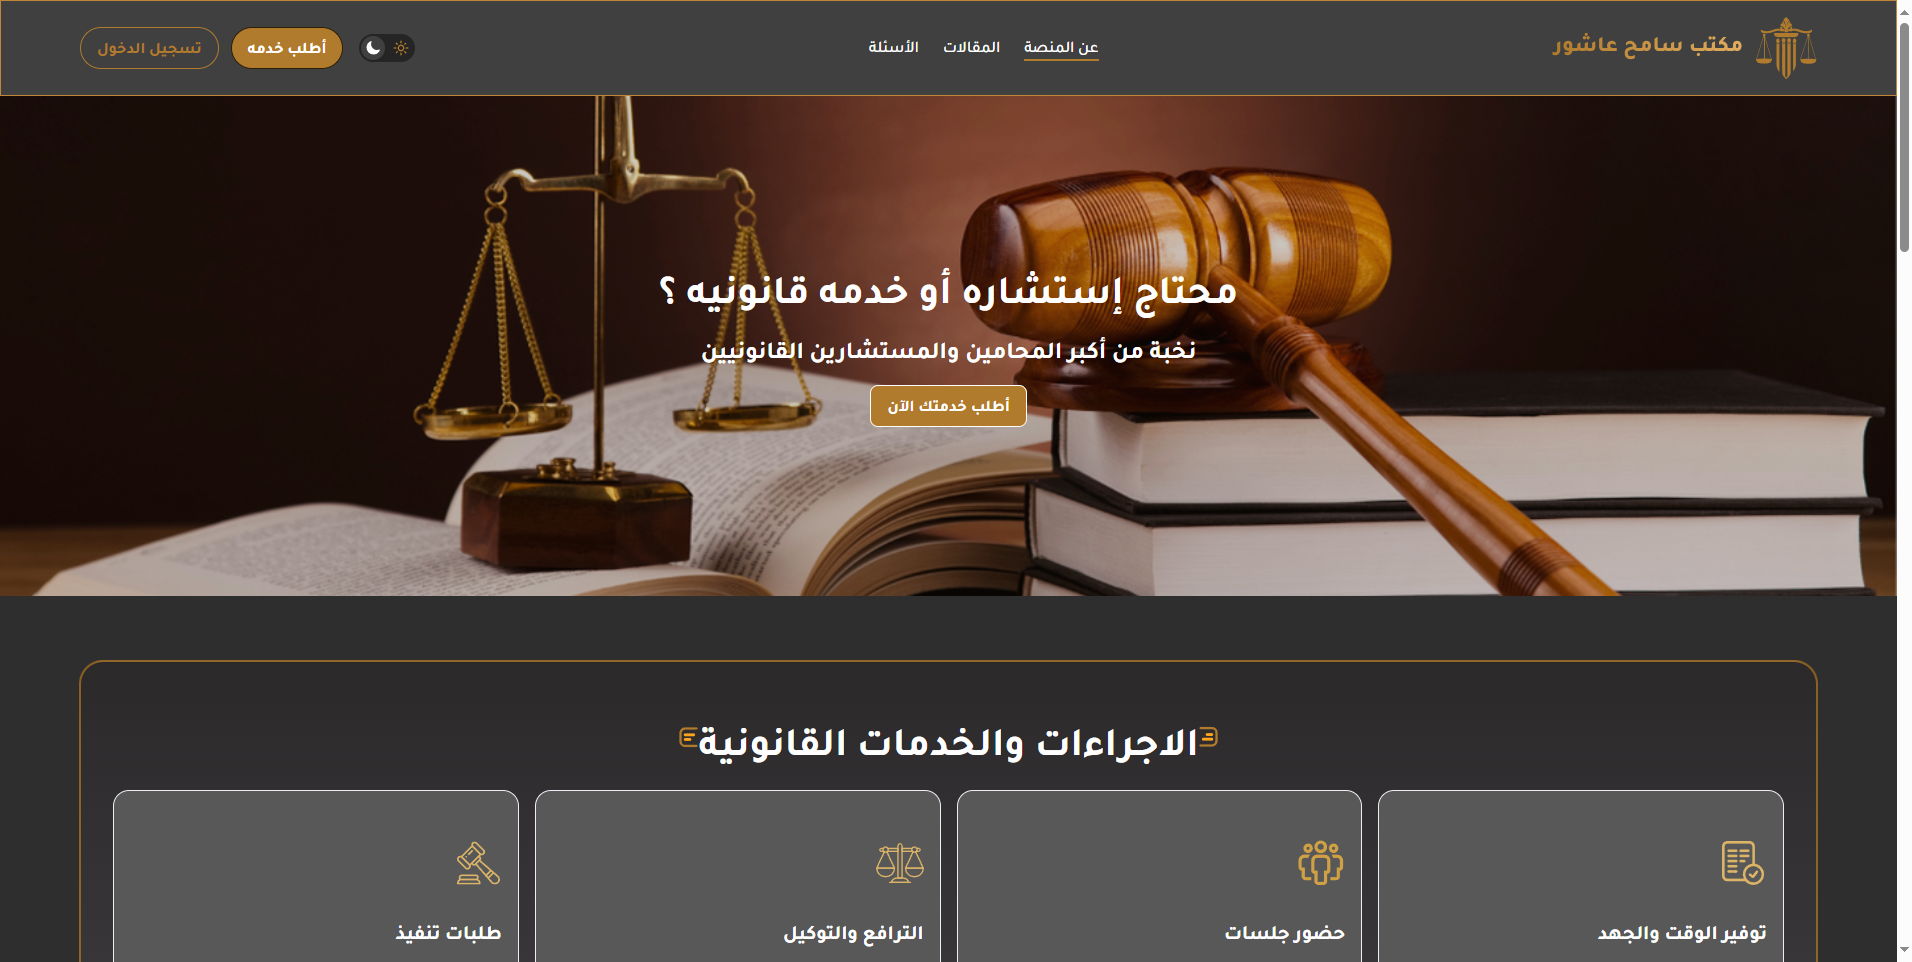 مكتب سامح عاشور
عن المنصة
المقالات
الأسئلة
أطلب خدمه
تسجيل الدخول
محتاج إستشاره أو خدمه قانونيه ؟
نخبة من أكبر المحامين والمستشارين القانونيين
أطلب خدمتك الآن
الاجراءات والخدمات القانونية
توفير الوقت والجهد
حضور جلسات
الترافع والتوكيل
طلبات تنفيذ